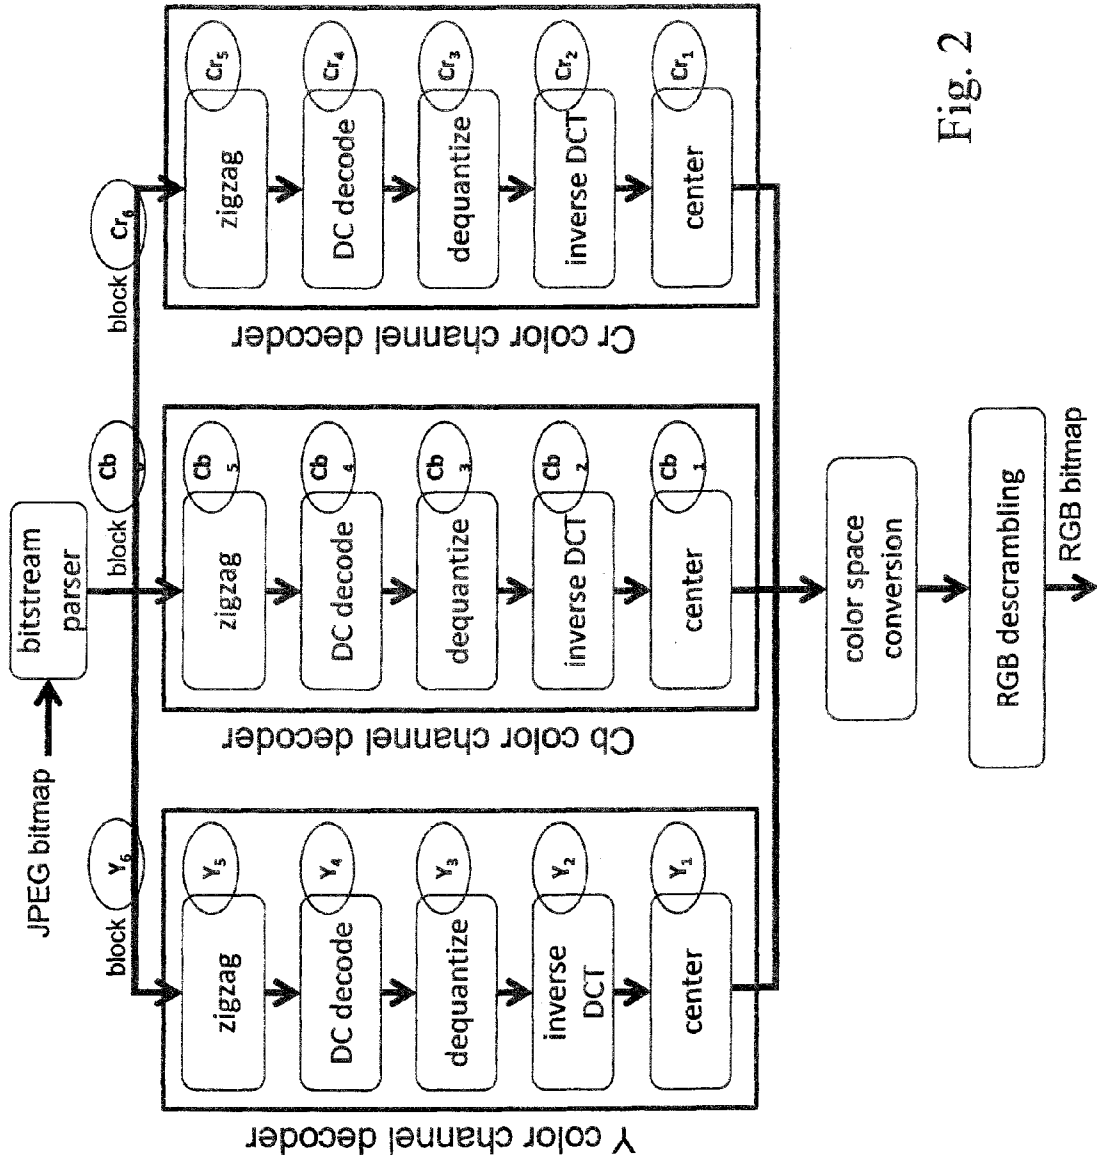 JPEG bitmap
bitstream
parser
block
Y6
block
Cb
block
Cr6
Y color channel decoder
zigzag
Y5
DC decode
Y4
dequantize
Y3
inverse
DCT
Y2
center
Y1
Cb color channel decoder
zigzag
Cb5
DC decode
Cb4
dequantize
Cb3
inverse DCT
Cb2
center
Cb1
Cr color channel decoder
zigzag
Cr5
DC decode
Cr4
dequantize
Cr3
inverse DCT
Cr2
center
Cr1
color space
conversion
RGB descrambling
RGB bitmap
Fig. 2